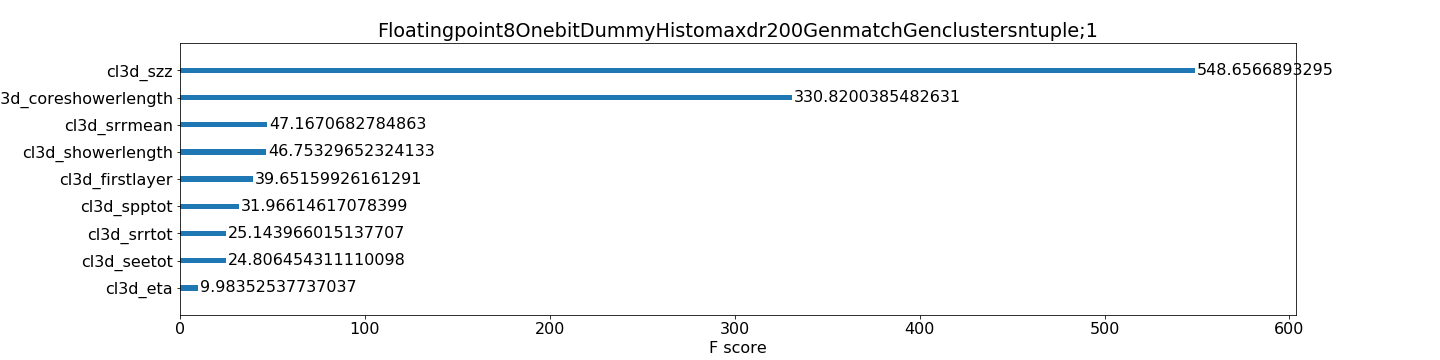 Floatingpoint8OnebitDummyHistomaxdr200GenmatchGenclustersntuple;1
cl3d_szz 548.6566893295
3d_coreshowerlength 330.8200385482631
cl3d_srrmean 47.1670682784863
cl3d_showerlength 46.75329652324133
cl3d_firstlayer 39.65159926161291
cl3d_spptot 31.96614617078399
cl3d_srrtot 25.143966015137707
cl3d_seetot 24.806454311110098
cl3d_eta 9.98352537737037
0 100 200 300 400 500 600
F score